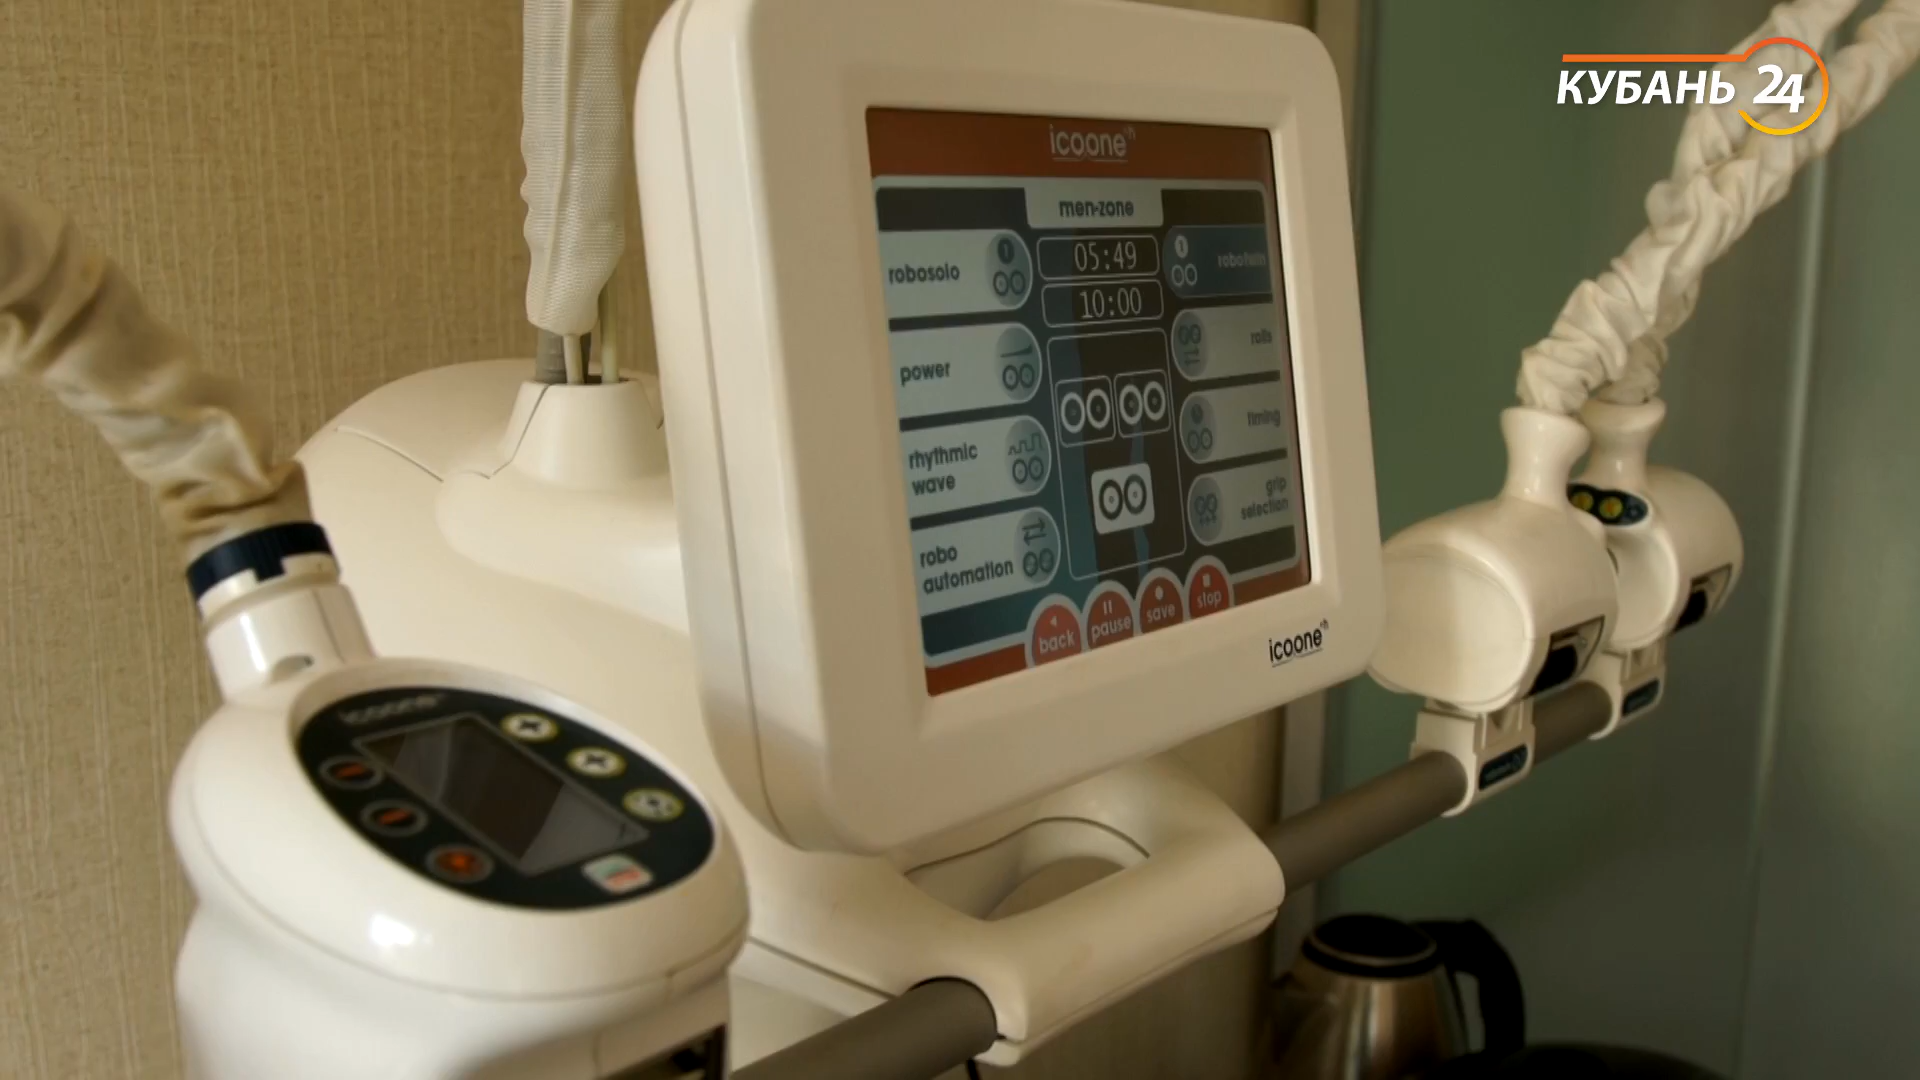 КУБАНЬ 24
icoone
men-zone
robosolo
05:49
10:00
power
rolls
rhythmic
wave
timing
grip
selection
robo
automation
back
pause
save
stop
icoone
icoone